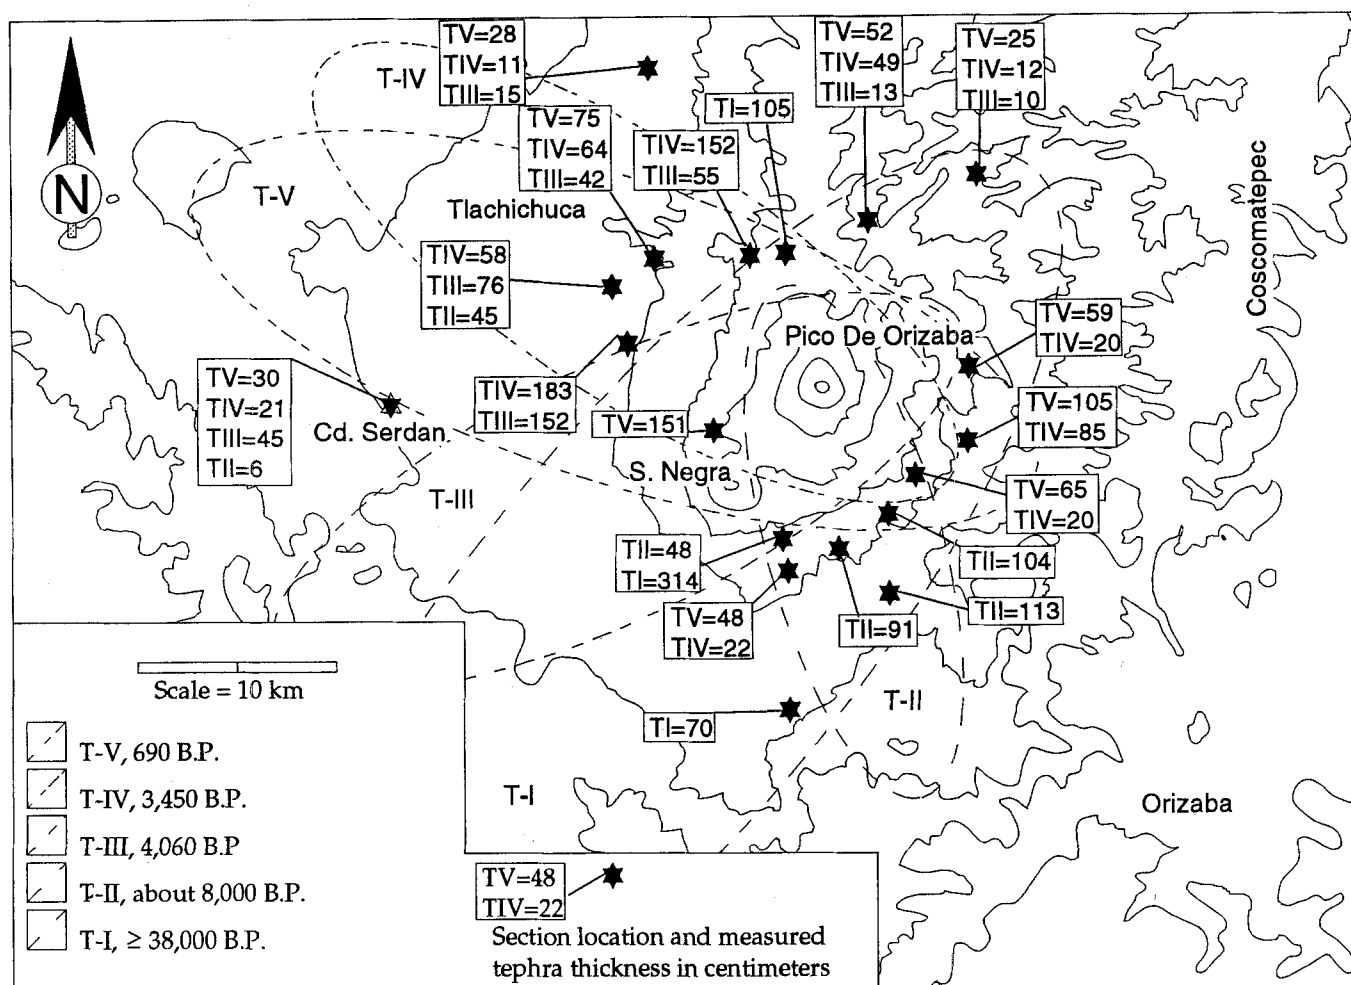 N
T-IV
TV=28
TIV=11
TIII=15
TV=75
TIV=64
TIII=42
TIV=152
TIII=55
TI=105
TV=52
TIV=49
TIII=13
TV=25
TIV=12
TIII=10
T-V
Tlachichuca
Coscomatepec
TIV=58
TIII=76
TII=45
Pico De Orizaba
TV=59
TIV=20
TV=30
TIV=21
TIII=45
TII=6
Cd. Serdan
TIV=183
TIII=152
TV=151
TV=105
TIV=85
S. Negra
T-III
TV=65
TIV=20
TII=48
TI=314
TII=104
TV=48
TIV=22
TII=91
TII=113
TI=70
T-II
T-I
Orizaba
Scale = 10 km
T-V, 690 B.P.
T-IV, 3,450 B.P.
T-III, 4,060 B.P
T-II, about 8,000 B.P.
T-I, ≥ 38,000 B.P.
TV=48
TIV=22
Section location and measured
tephra thickness in centimeters